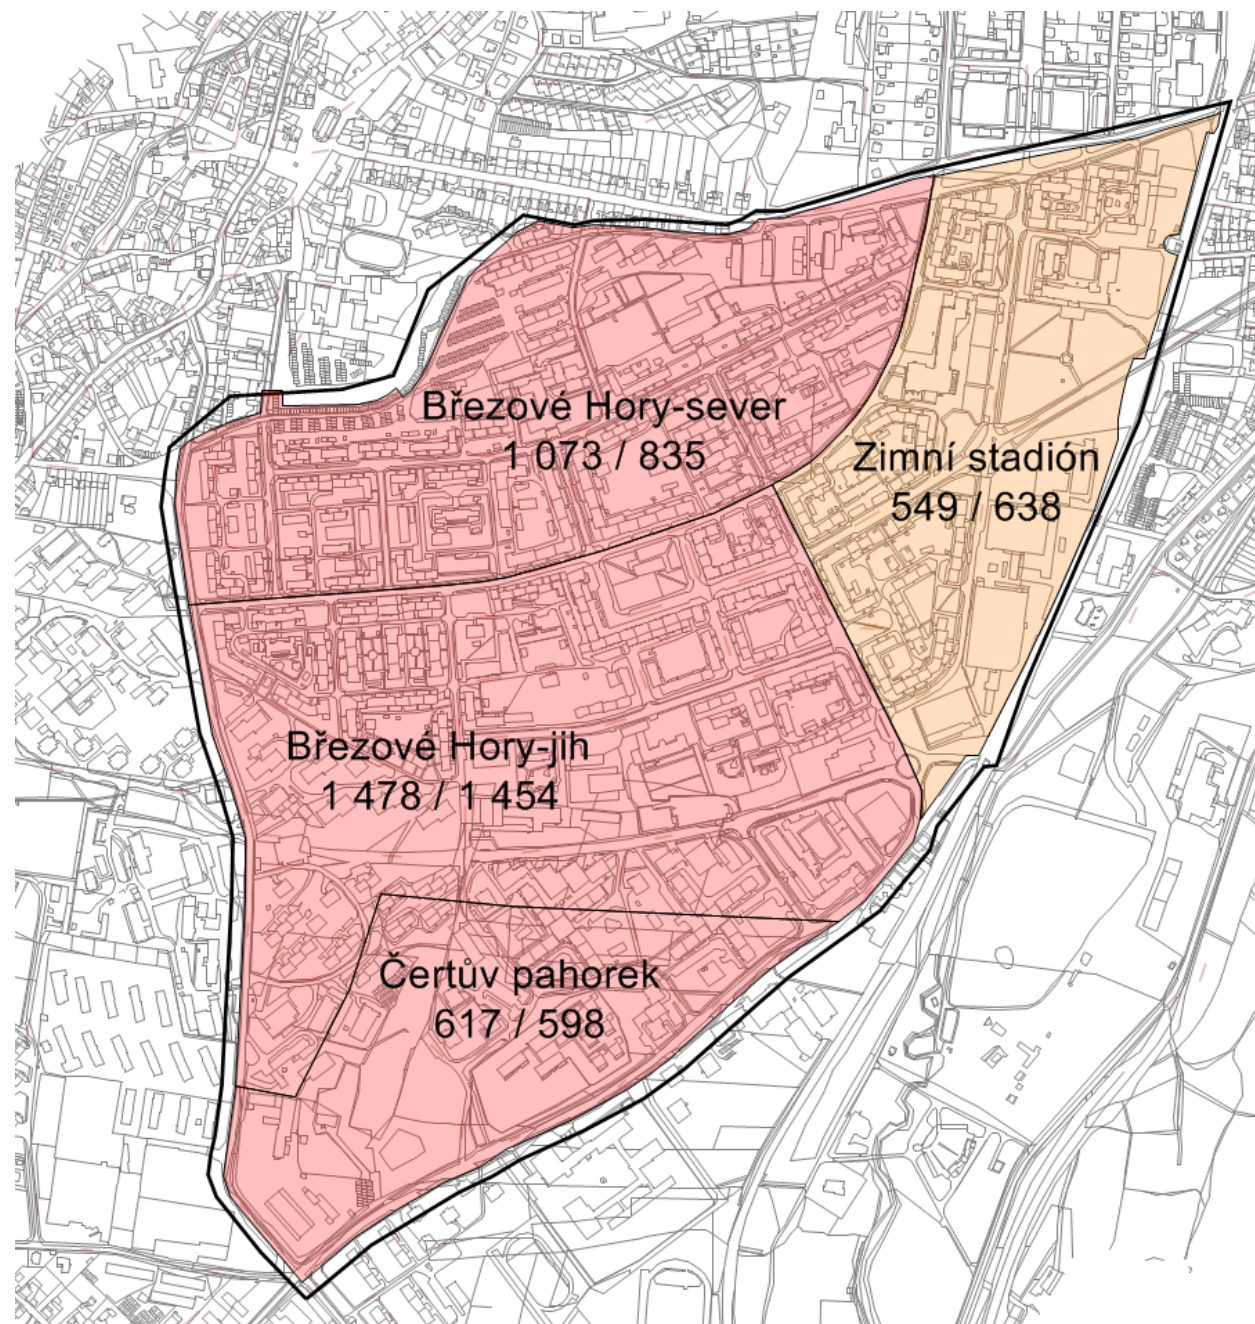 Březové Hory-sever
1 073 / 835
Zimní stadión
549 / 638
Březové Hory-jih
1 478 / 1 454
Čertův pahorek
617 / 598